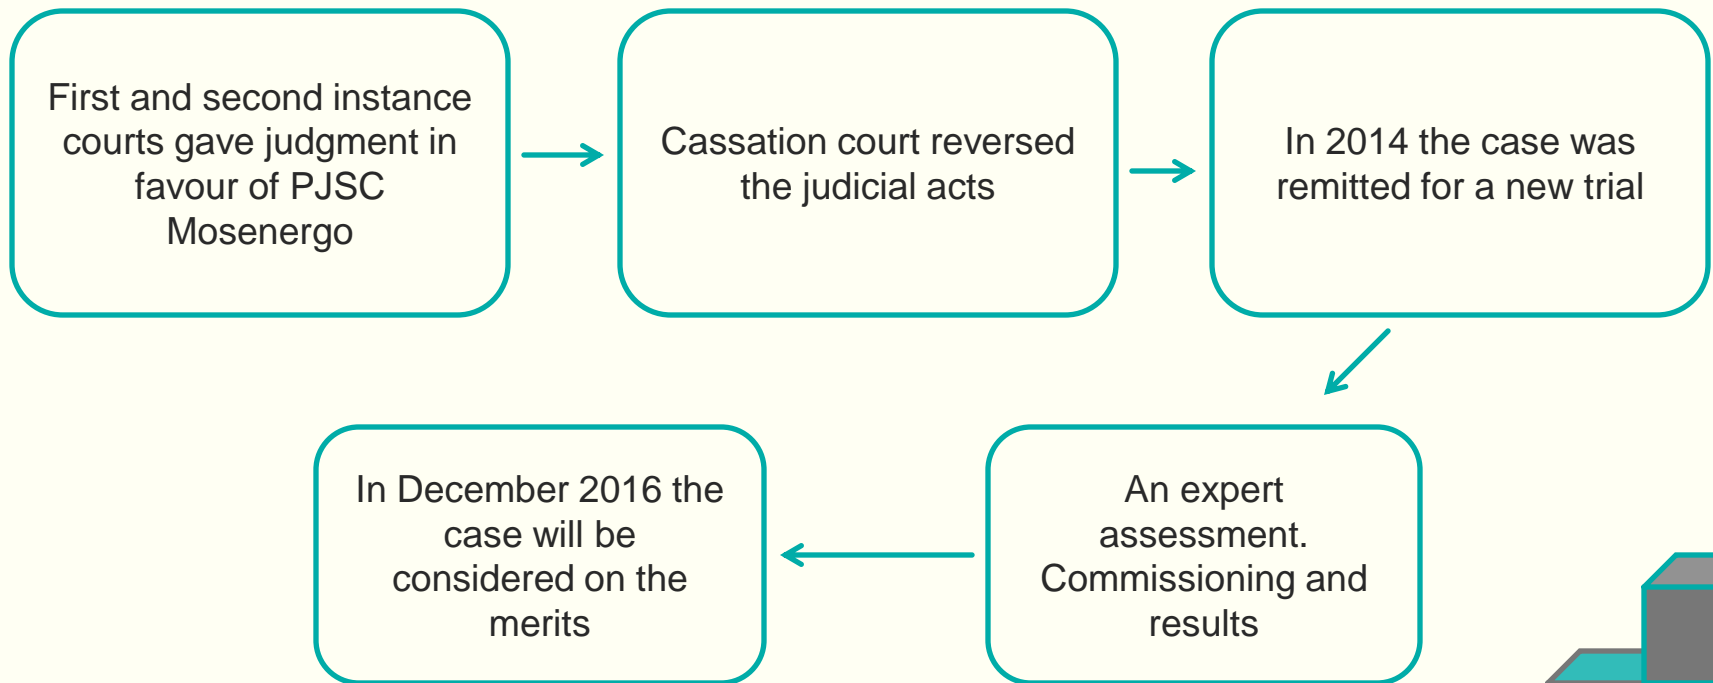 First and second instance
courts gave judgment in
favour of PJSC
Mosenergo
Cassation court reversed
the judicial acts
In 2014 the case was
remitted for a new trial
An expert
assessment.
Commissioning and
results
In December 2016 the
case will be
considered on the
merits